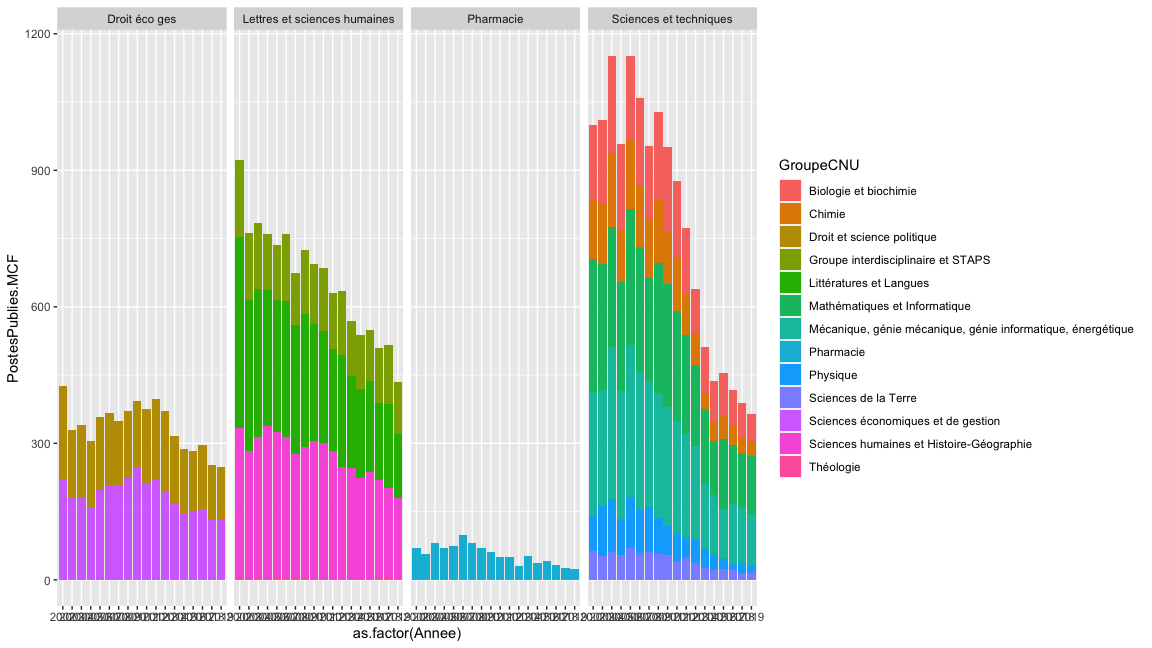 Droit éco ges
Lettres et sciences humaines
Pharmacie
Sciences et techniques
1200
900
600
300
0
PostesPublies.MCF
as.factor(Annee)
GroupeCNU
Biologie et biochimie
Chimie
Droit et science politique
Groupe interdisciplinaire et STAPS
Littératures et Langues
Mathématiques et Informatique
Mécanique, génie mécanique, génie informatique, énergétique
Pharmacie
Physique
Sciences de la Terre
Sciences économiques et de gestion
Sciences humaines et Histoire-Géographie
Théologie